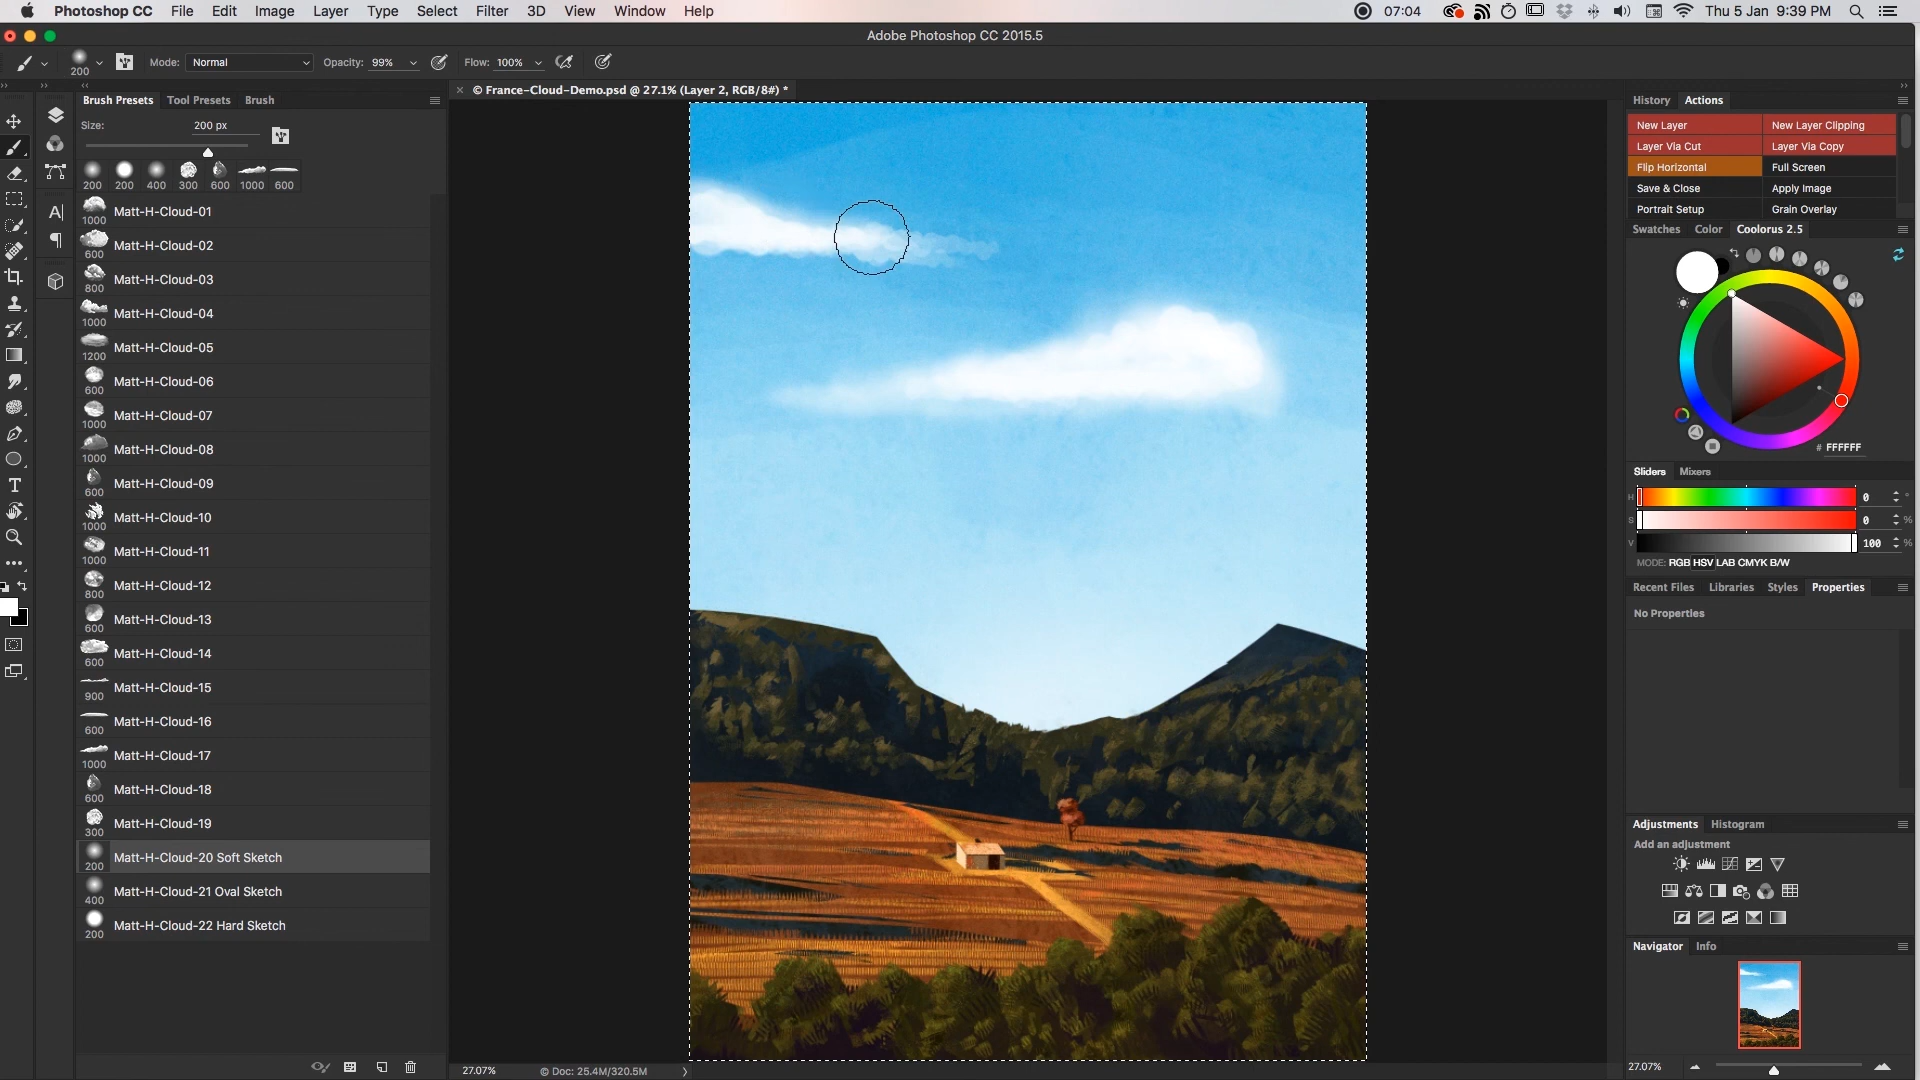 Photoshop CC File Edit Image Layer Type Select Filter 3D View Window Help 07:04 Thu 5 Jan 9:39 PM
Adobe Photoshop CC 2015.5
200 Mode: Normal Opacity: 99% Flow: 100%
Brush Presets Tool Presets Brush
× © France-Cloud-Demo.psd @ 27.1% (Layer 2, RGB/8#) *
Size: 200 px
200 200 400 300 600 1000 600
1000 Matt-H-Cloud-01
600 Matt-H-Cloud-02
800 Matt-H-Cloud-03
1000 Matt-H-Cloud-04
1200 Matt-H-Cloud-05
600 Matt-H-Cloud-06
1000 Matt-H-Cloud-07
1000 Matt-H-Cloud-08
600 Matt-H-Cloud-09
1000 Matt-H-Cloud-10
1000 Matt-H-Cloud-11
800 Matt-H-Cloud-12
600 Matt-H-Cloud-13
600 Matt-H-Cloud-14
900 Matt-H-Cloud-15
600 Matt-H-Cloud-16
1000 Matt-H-Cloud-17
600 Matt-H-Cloud-18
300 Matt-H-Cloud-19
200 Matt-H-Cloud-20 Soft Sketch
400 Matt-H-Cloud-21 Oval Sketch
200 Matt-H-Cloud-22 Hard Sketch
27.07% © Doc: 25.4M/320.5M
History Actions
New Layer New Layer Clipping
Layer Via Cut Layer Via Copy
Flip Horizontal Full Screen
Save & Close Apply Image
Portrait Setup Grain Overlay
Swatches Color Coolorus 2.5
# FFFFFF
Sliders Mixers
H 0 °
S 0 %
V 100 %
MODE: RGB HSV LAB CMYK B/W
Recent Files Libraries Styles Properties
No Properties
Adjustments Histogram
Add an adjustment
Navigator Info
27.07%